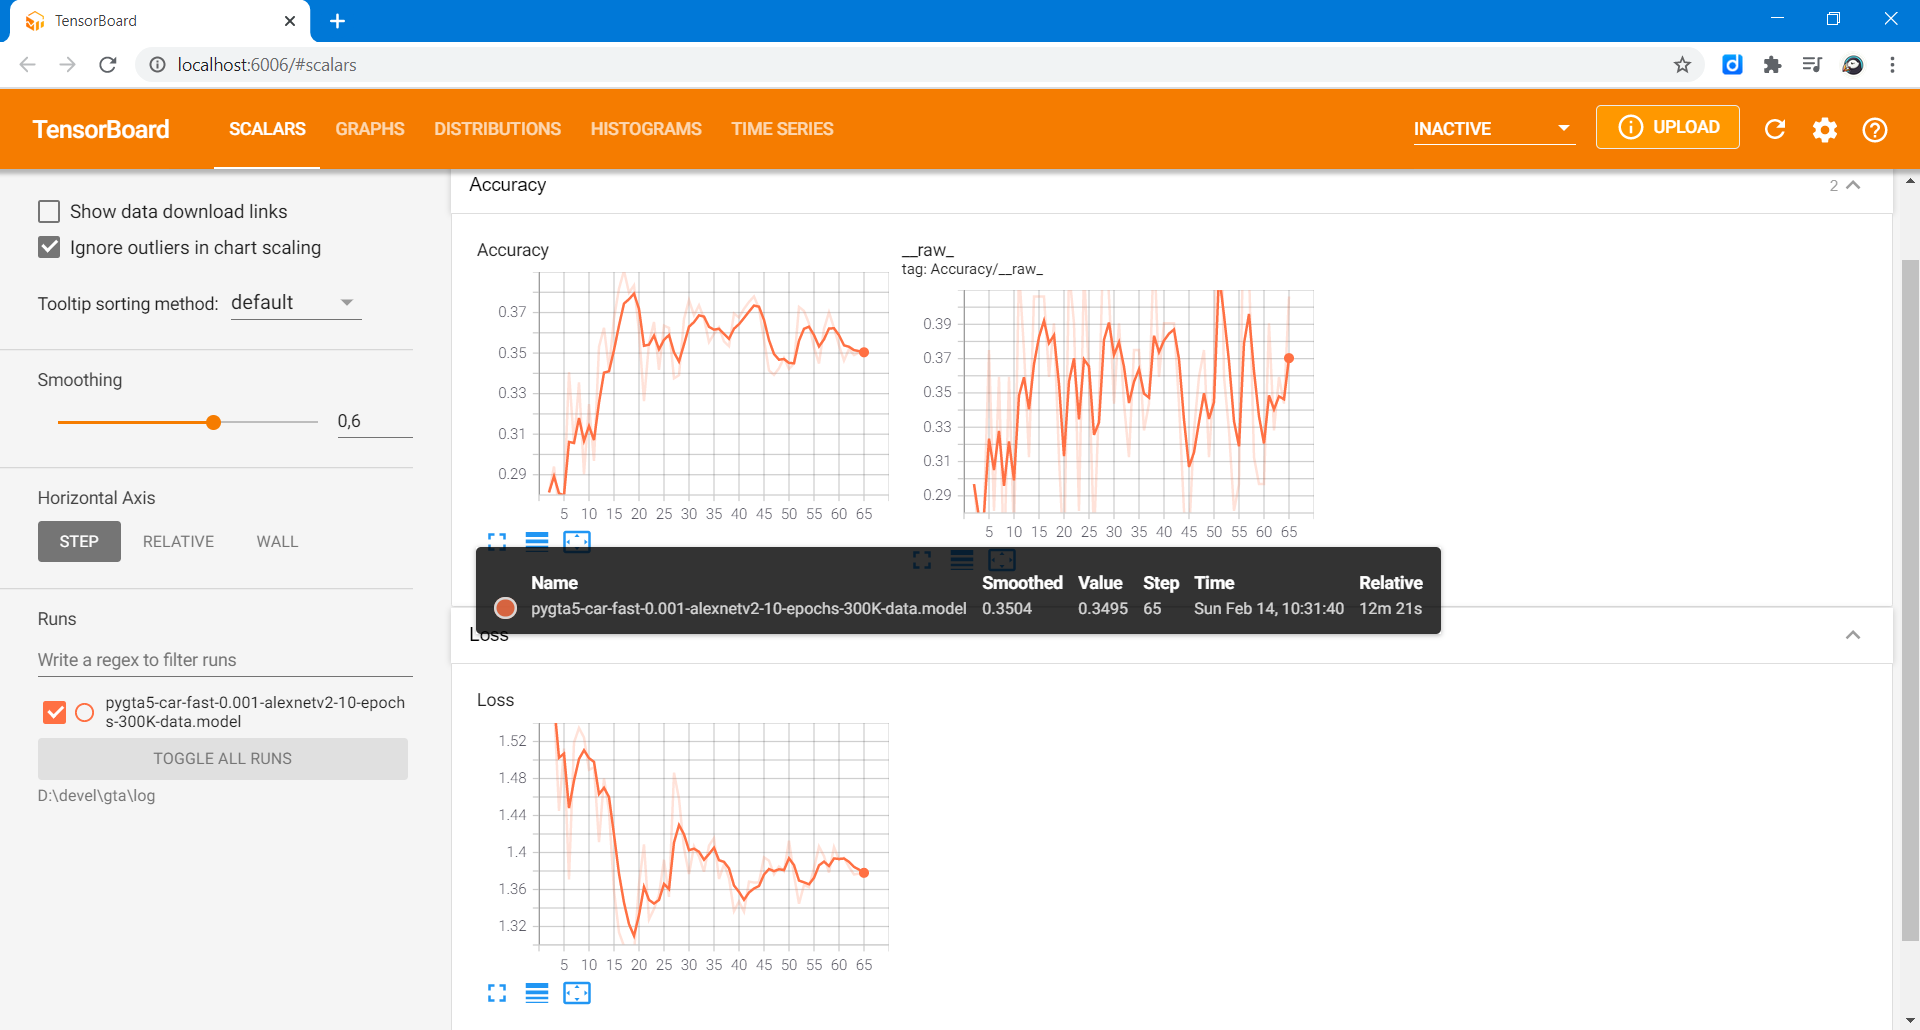 TensorBoard
localhost:6006/#scalars
TensorBoard SCALARS GRAPHS DISTRIBUTIONS HISTOGRAMS TIME SERIES INACTIVE UPLOAD
Show data download links
Ignore outliers in chart scaling
Tooltip sorting method: default
Smoothing
0,6
Horizontal Axis
STEP RELATIVE WALL
Runs
Write a regex to filter runs
pygta5-car-fast-0.001-alexnetv2-10-epoch
s-300K-data.model
TOGGLE ALL RUNS
D:\devel\gta\log
Accuracy 2
Accuracy
0.37
0.35
0.33
0.31
0.29
5 10 15 20 25 30 35 40 45 50 55 60 65
__raw_
tag: Accuracy/__raw_
0.39
0.37
0.35
0.33
0.31
0.29
5 10 15 20 25 30 35 40 45 50 55 60 65
Name Smoothed Value Step Time Relative
pygta5-car-fast-0.001-alexnetv2-10-epochs-300K-data.model 0.3504 0.3495 65 Sun Feb 14, 10:31:40 12m 21s
Loss
Loss
1.52
1.48
1.44
1.4
1.36
1.32
5 10 15 20 25 30 35 40 45 50 55 60 65